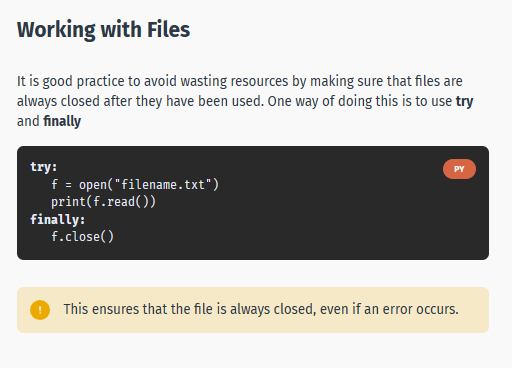 Working with Files
It is good practice to avoid wasting resources by making sure that files are
always closed after they have been used. One way of doing this is to use try
and finally
try:
PY
   f = open("filename.txt")
   print(f.read())
finally:
   f.close()
! This ensures that the file is always closed, even if an error occurs.